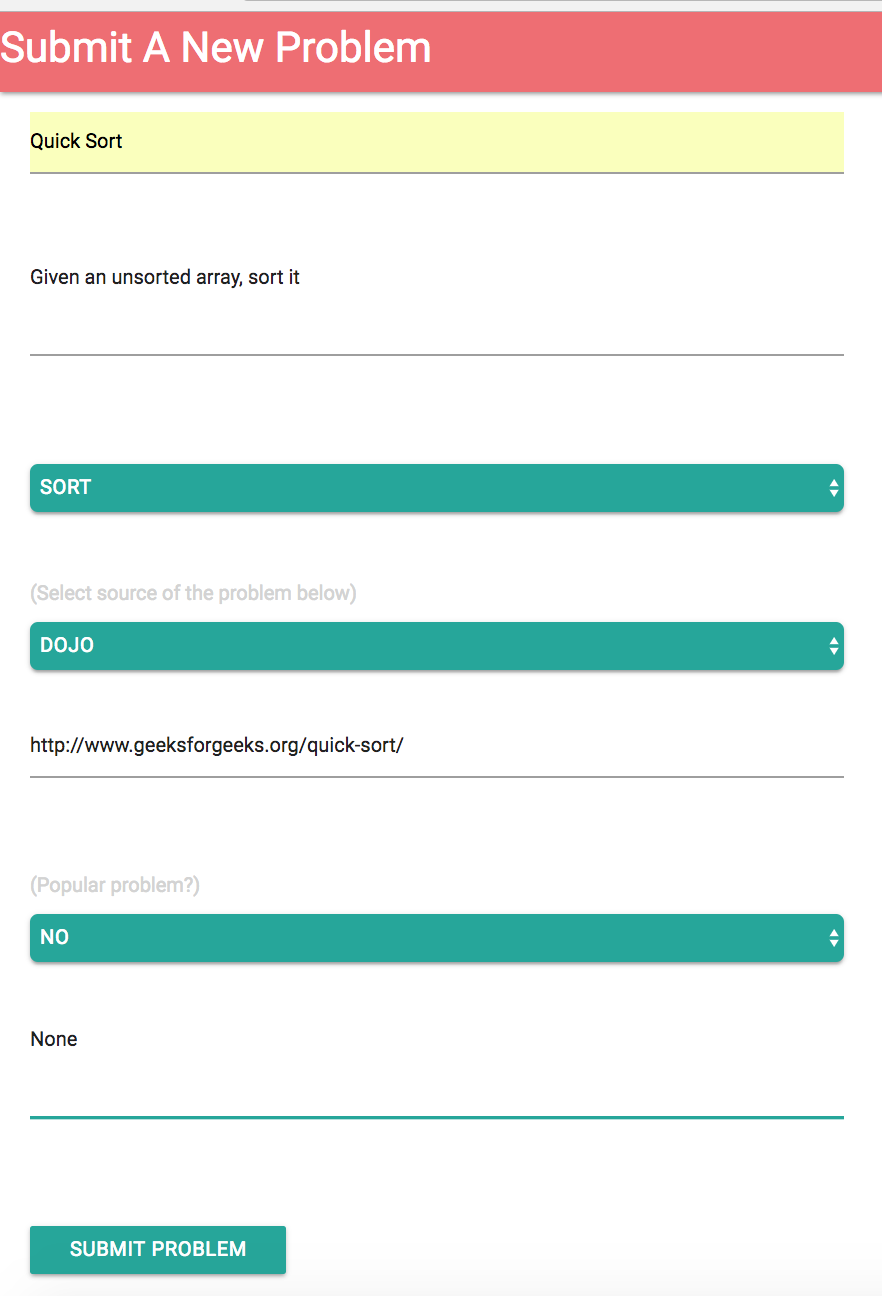 Submit A New Problem
Quick Sort
Given an unsorted array, sort it
SORT
(Select source of the problem below)
DOJO
http://www.geeksforgeeks.org/quick-sort/
(Popular problem?)
NO
None
SUBMIT PROBLEM